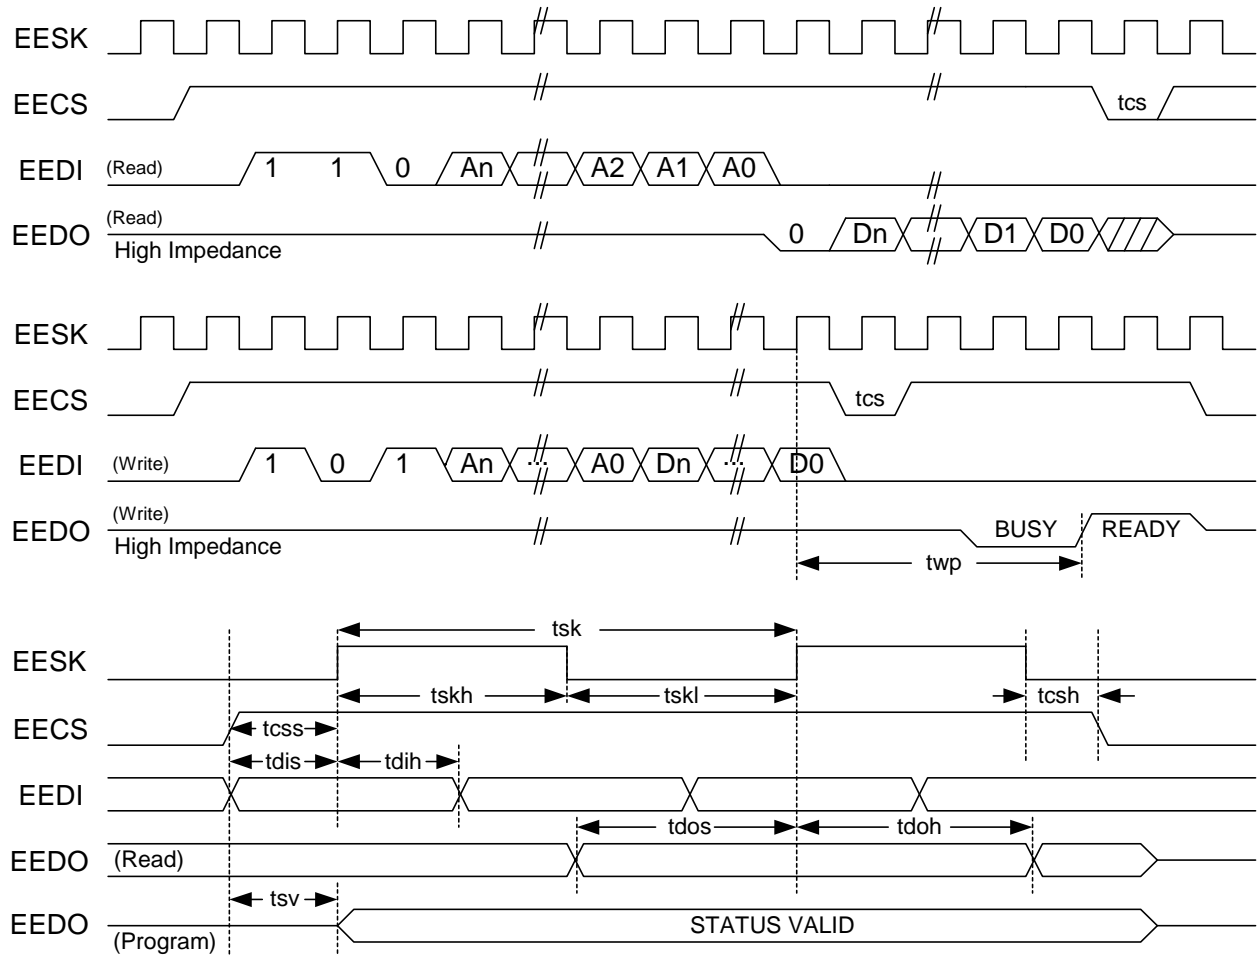 EESK
EECS tcs
EEDI (Read) 1 1 0 An A2 A1 A0
EEDO (Read) 0 Dn D1 D0
High Impedance
EESK
EECS tcs
EEDI (Write) 1 0 1 An ... A0 Dn ... D0
EEDO (Write) BUSY READY
High Impedance
twp
tsk
EESK
tskh tskl tcsh
EECS tcss
tdis tdih
EEDI
tdos tdoh
EEDO (Read)
tsv
EEDO STATUS VALID
(Program)